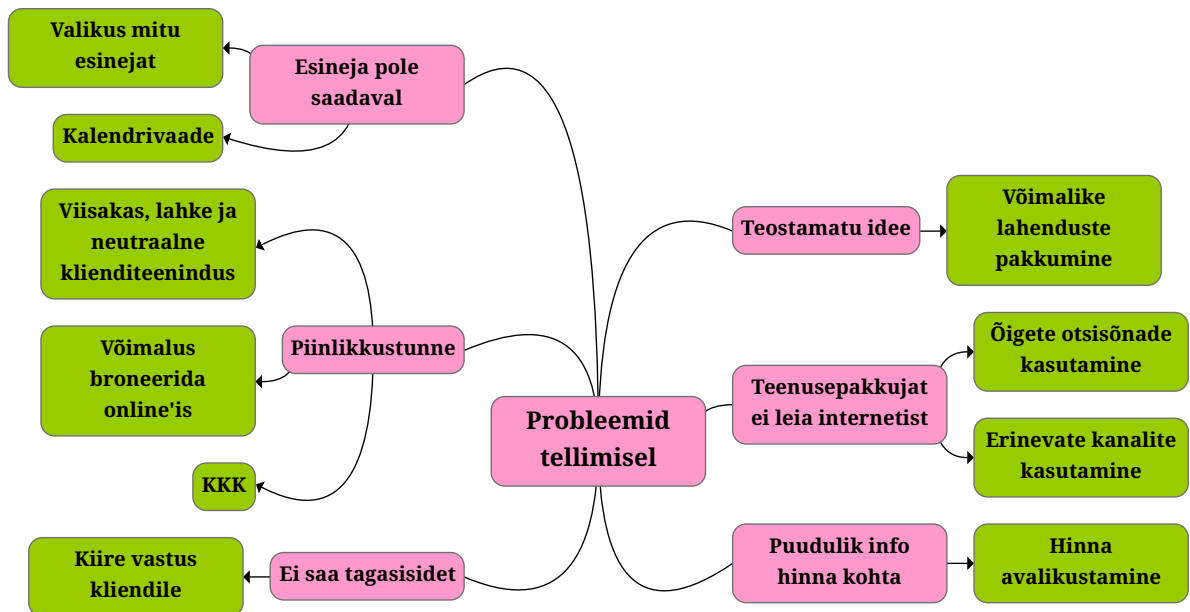 Valikus mitu
esinejat
Esineja pole
saadaval
Kalendrivaade
Viisakas, lahke ja
neutraalne
klienditeenindus
Piinlikkustunne
Võimalus
broneerida
online'is
KKK
Kiire vastus
kliendile
Ei saa tagasisidet
Probleemid
tellimisel
Teostamatu idee
Võimalike
lahenduste
pakkumine
Teenusepakkujat
ei leia internetist
Õigete otsisõnade
kasutamine
Erinevate kanalite
kasutamine
Puudulik info
hinna kohta
Hinna
avalikustamine